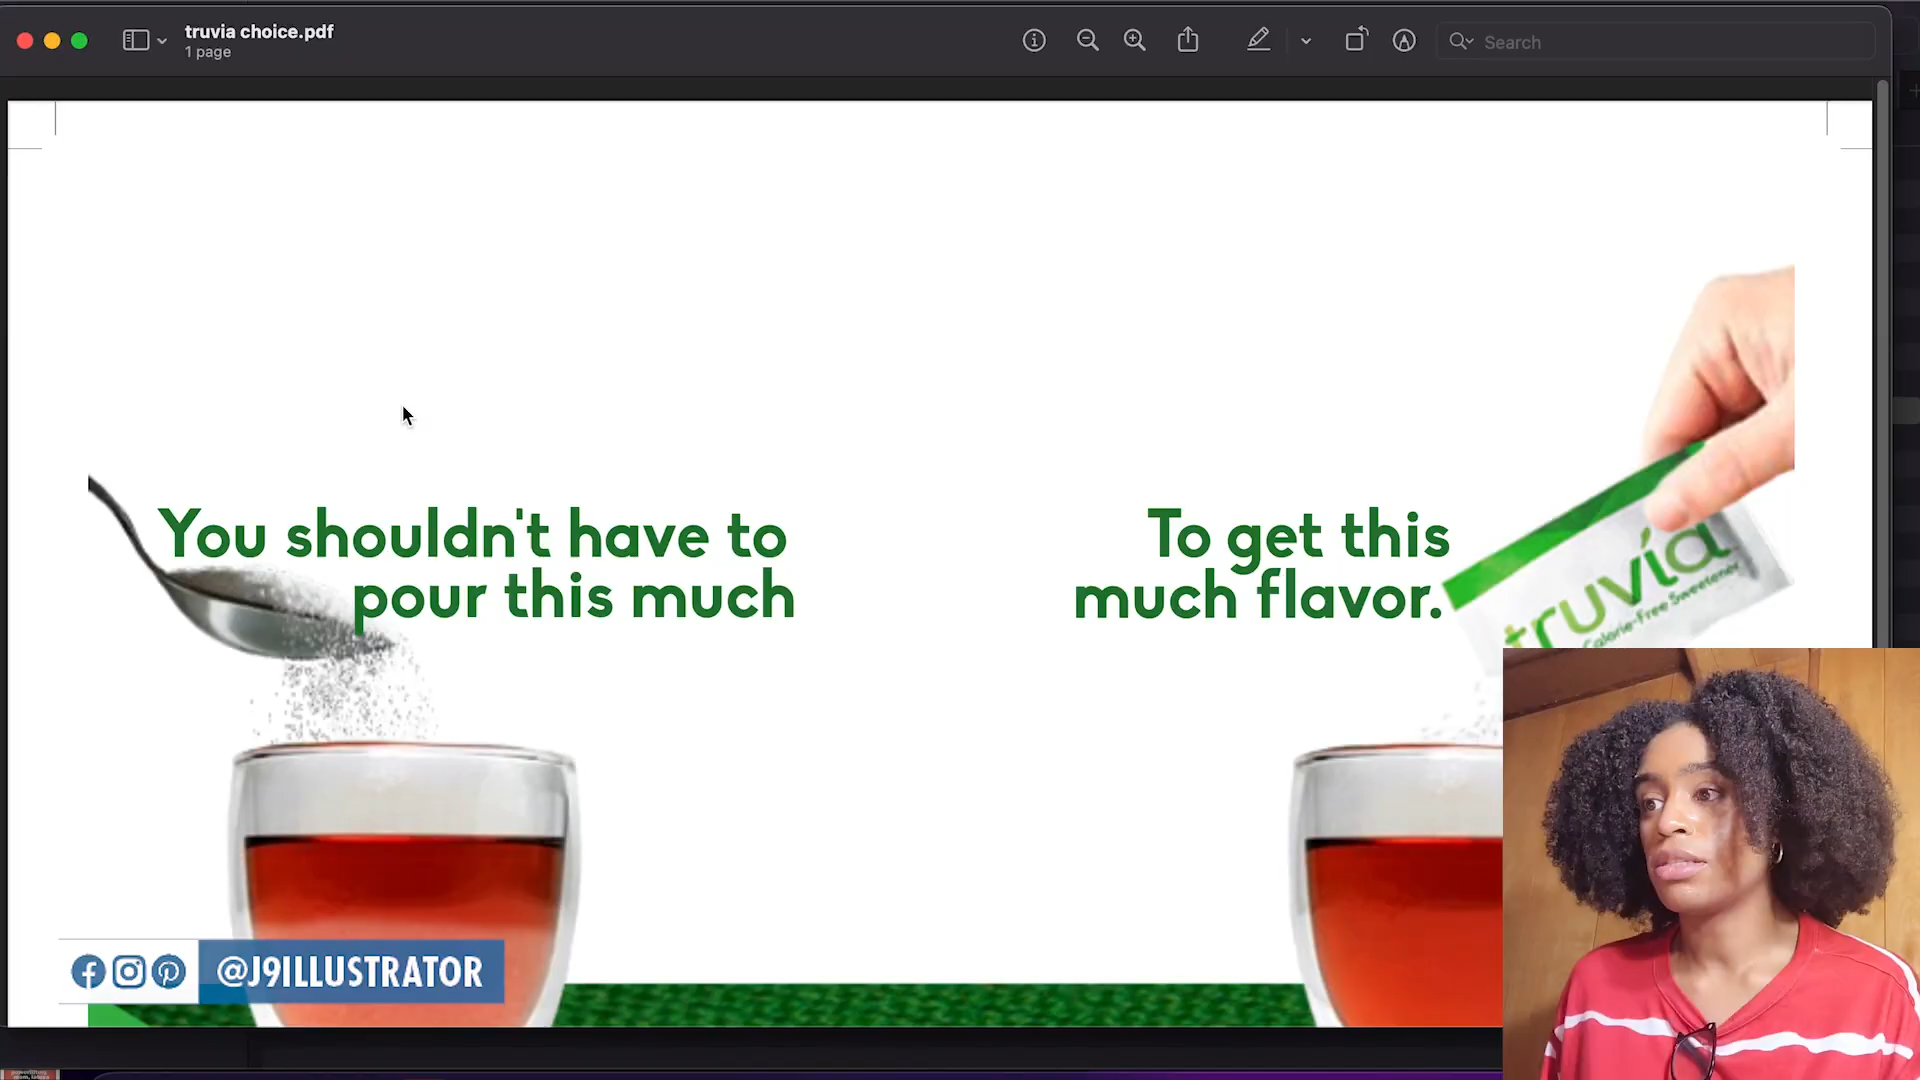 truvia choice.pdf
1 page
Search
You shouldn't have to
pour this much
To get this
much flavor.
truvía
Calorie-Free Sweetener
@J9ILLUSTRATOR